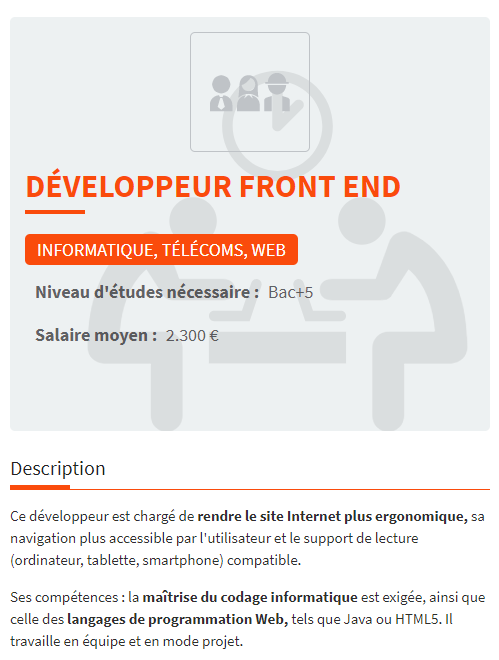 DÉVELOPPEUR FRONT END
INFORMATIQUE, TÉLÉCOMS, WEB
Niveau d'études nécessaire : Bac+5
Salaire moyen : 2.300 €
Description
Ce développeur est chargé de rendre le site Internet plus ergonomique, sa
navigation plus accessible par l'utilisateur et le support de lecture
(ordinateur, tablette, smartphone) compatible.
Ses compétences : la maîtrise du codage informatique est exigée, ainsi que
celle des langages de programmation Web, tels que Java ou HTML5. Il
travaille en équipe et en mode projet.